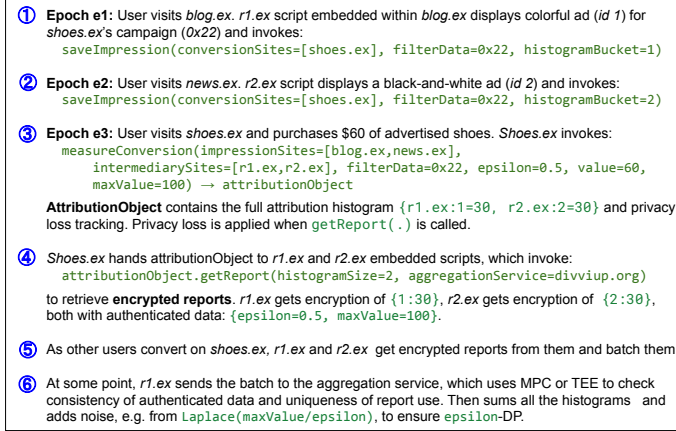 ① Epoch e1: User visits blog.ex. r1.ex script embedded within blog.ex displays colorful ad (id 1) for
shoes.ex's campaign (0x22) and invokes:
saveImpression(conversionSites=[shoes.ex], filterData=0x22, histogramBucket=1)
② Epoch e2: User visits news.ex. r2.ex script displays a black-and-white ad (id 2) and invokes:
saveImpression(conversionSites=[shoes.ex], filterData=0x22, histogramBucket=2)
③ Epoch e3: User visits shoes.ex and purchases $60 of advertised shoes. Shoes.ex invokes:
measureConversion(impressionSites=[blog.ex,news.ex],
intermediarySites=[r1.ex,r2.ex], filterData=0x22, epsilon=0.5, value=60,
maxValue=100) → attributionObject
AttributionObject contains the full attribution histogram {r1.ex:1=30, r2.ex:2=30} and privacy
loss tracking. Privacy loss is applied when getReport(.) is called.
④ Shoes.ex hands attributionObject to r1.ex and r2.ex embedded scripts, which invoke:
attributionObject.getReport(histogramSize=2, aggregationService=divviup.org)
to retrieve encrypted reports. r1.ex gets encryption of {1:30}, r2.ex gets encryption of {2:30},
both with authenticated data: {epsilon=0.5, maxValue=100}.
⑤ As other users convert on shoes.ex, r1.ex and r2.ex get encrypted reports from them and batch them
⑥ At some point, r1.ex sends the batch to the aggregation service, which uses MPC or TEE to check
consistency of authenticated data and uniqueness of report use. Then sums all the histograms and
adds noise, e.g. from Laplace(maxValue/epsilon), to ensure epsilon-DP.